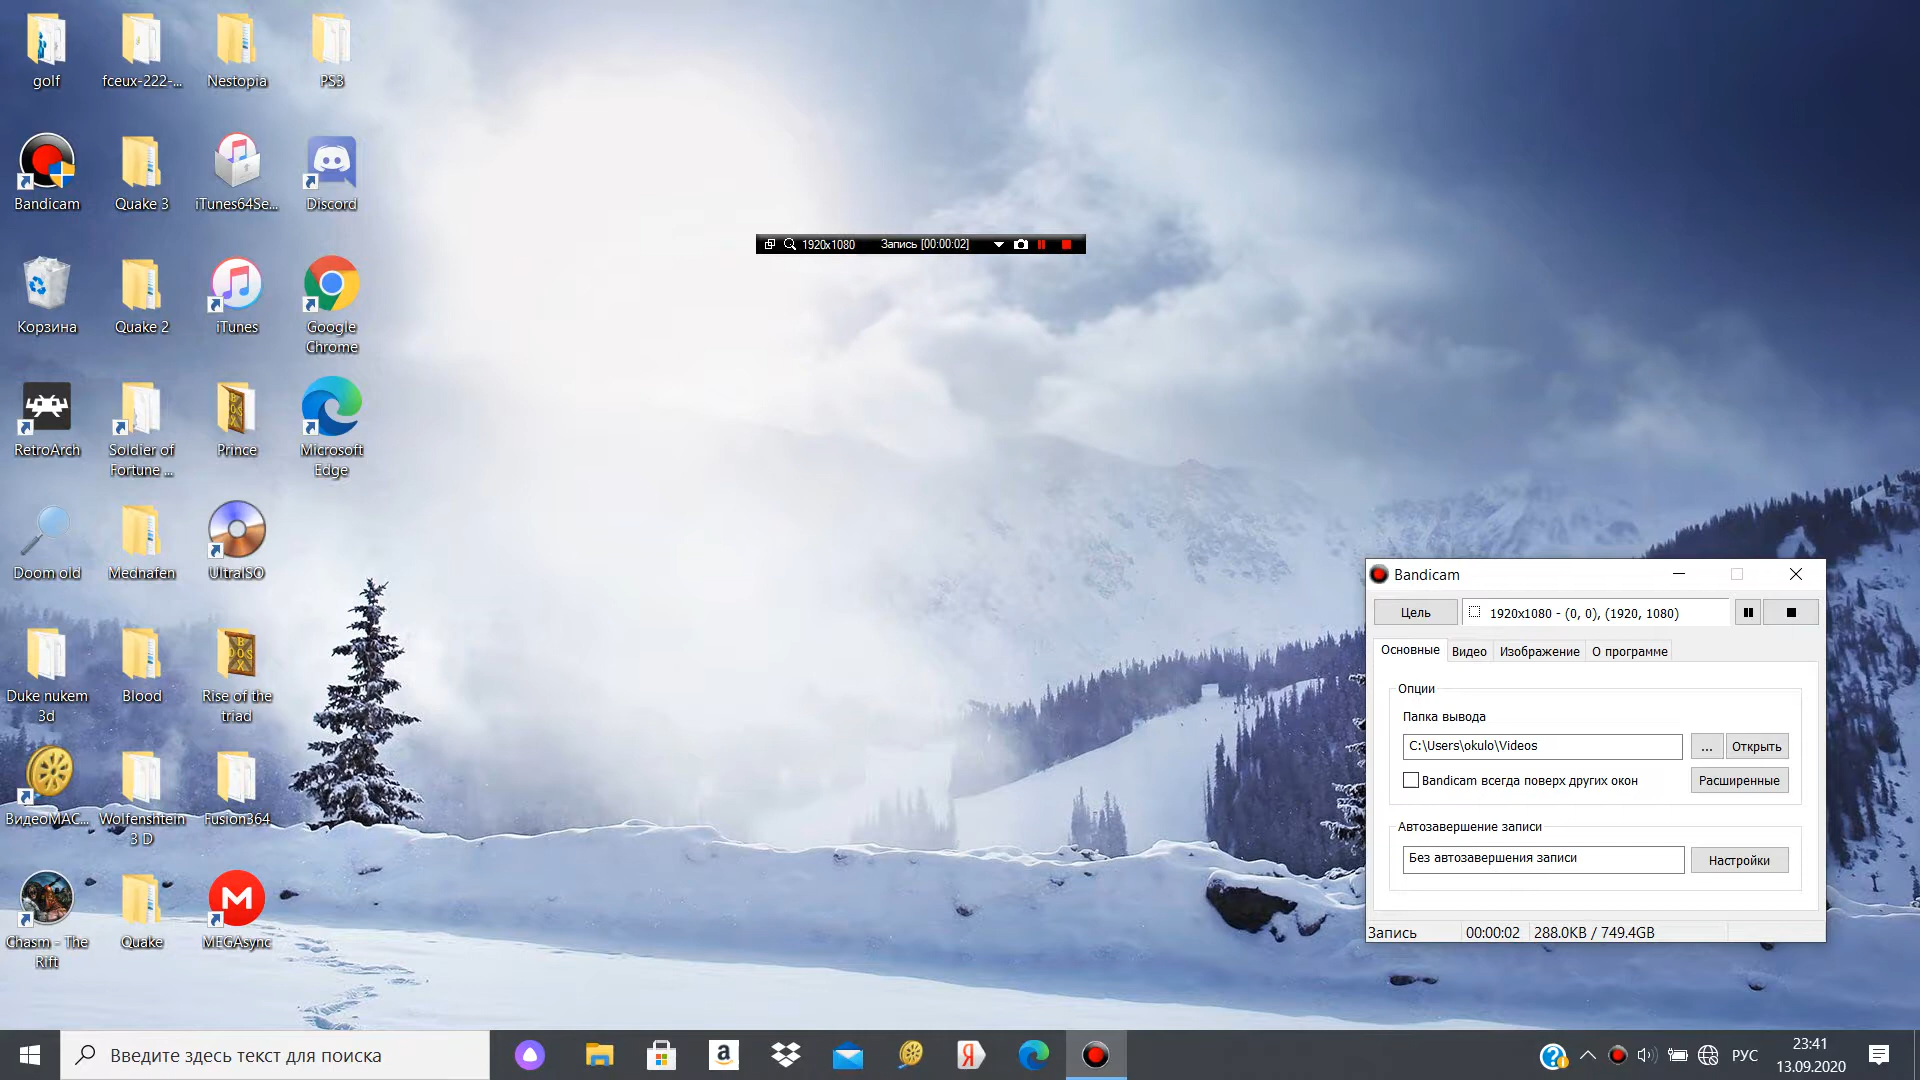 golf
fceux-222-...
Nestopia
PS3
Bandicam
Quake 3
iTunes64Se...
Discord
Корзина
Quake 2
iTunes
Google
Chrome
RetroArch
Soldier of
Fortune ...
Prince
Microsoft
Edge
Doom old
Mednafen
UltraISO
Duke nukem
3d
Blood
Rise of the
triad
ВидеоМАС...
Wolfenshtein
3 D
Fusion364
Chasm - The
Rift
Quake
MEGAsync
1920x1080 Запись [00:00:02]
Bandicam
Цель 1920x1080 - (0, 0), (1920, 1080)
Основные Видео Изображение О программе
Опции
Папка вывода
C:\Users\okulo\Videos ... Открыть
Bandicam всегда поверх других окон Расширенные
Автозавершение записи
Без автозавершения записи Настройки
Запись 00:00:02 288.0KB / 749.4GB
Введите здесь текст для поиска
РУС
23:41
13.09.2020